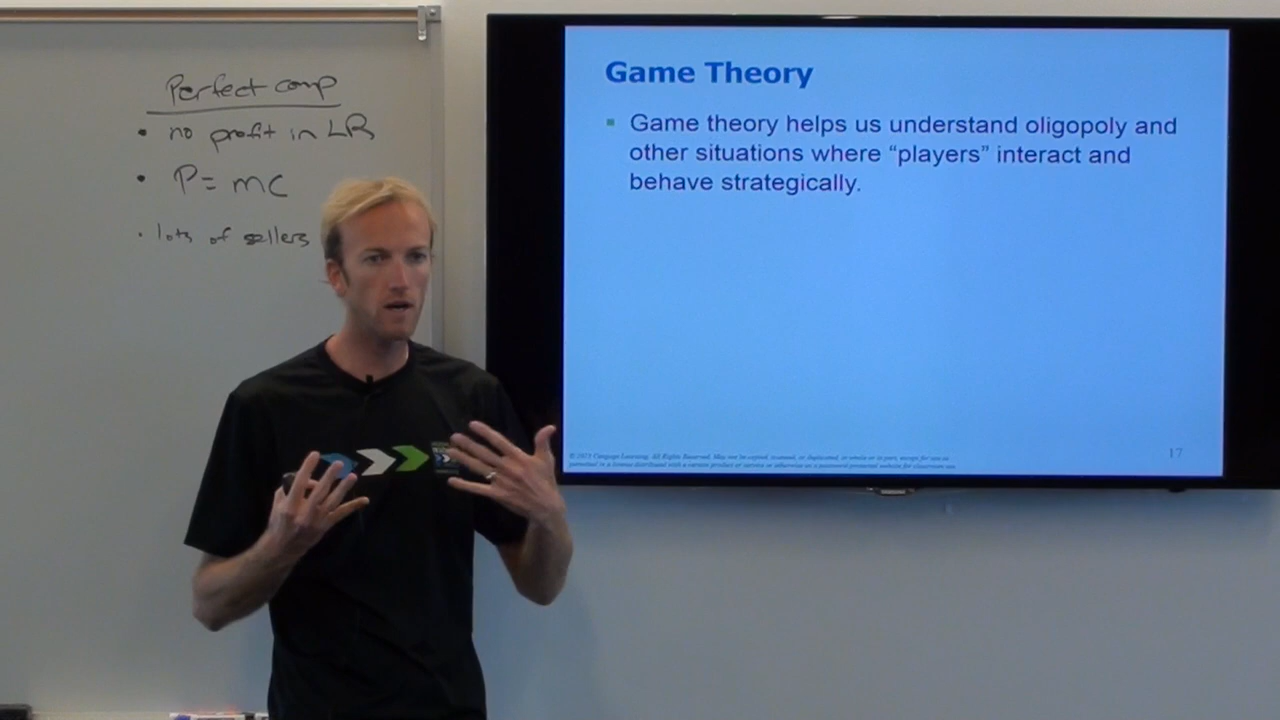 Perfect comp
• no profit in LR
• P = mc
• lots of sellers
Game Theory
▪ Game theory helps us understand oligopoly and
other situations where “players” interact and
behave strategically.
17